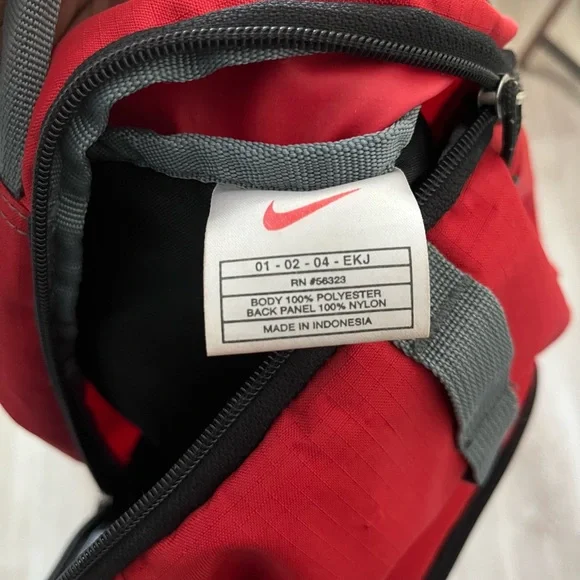 01 - 02 - 04 - EKJ
RN #56323
BODY 100% POLYESTER
BACK PANEL 100% NYLON
MADE IN INDONESIA